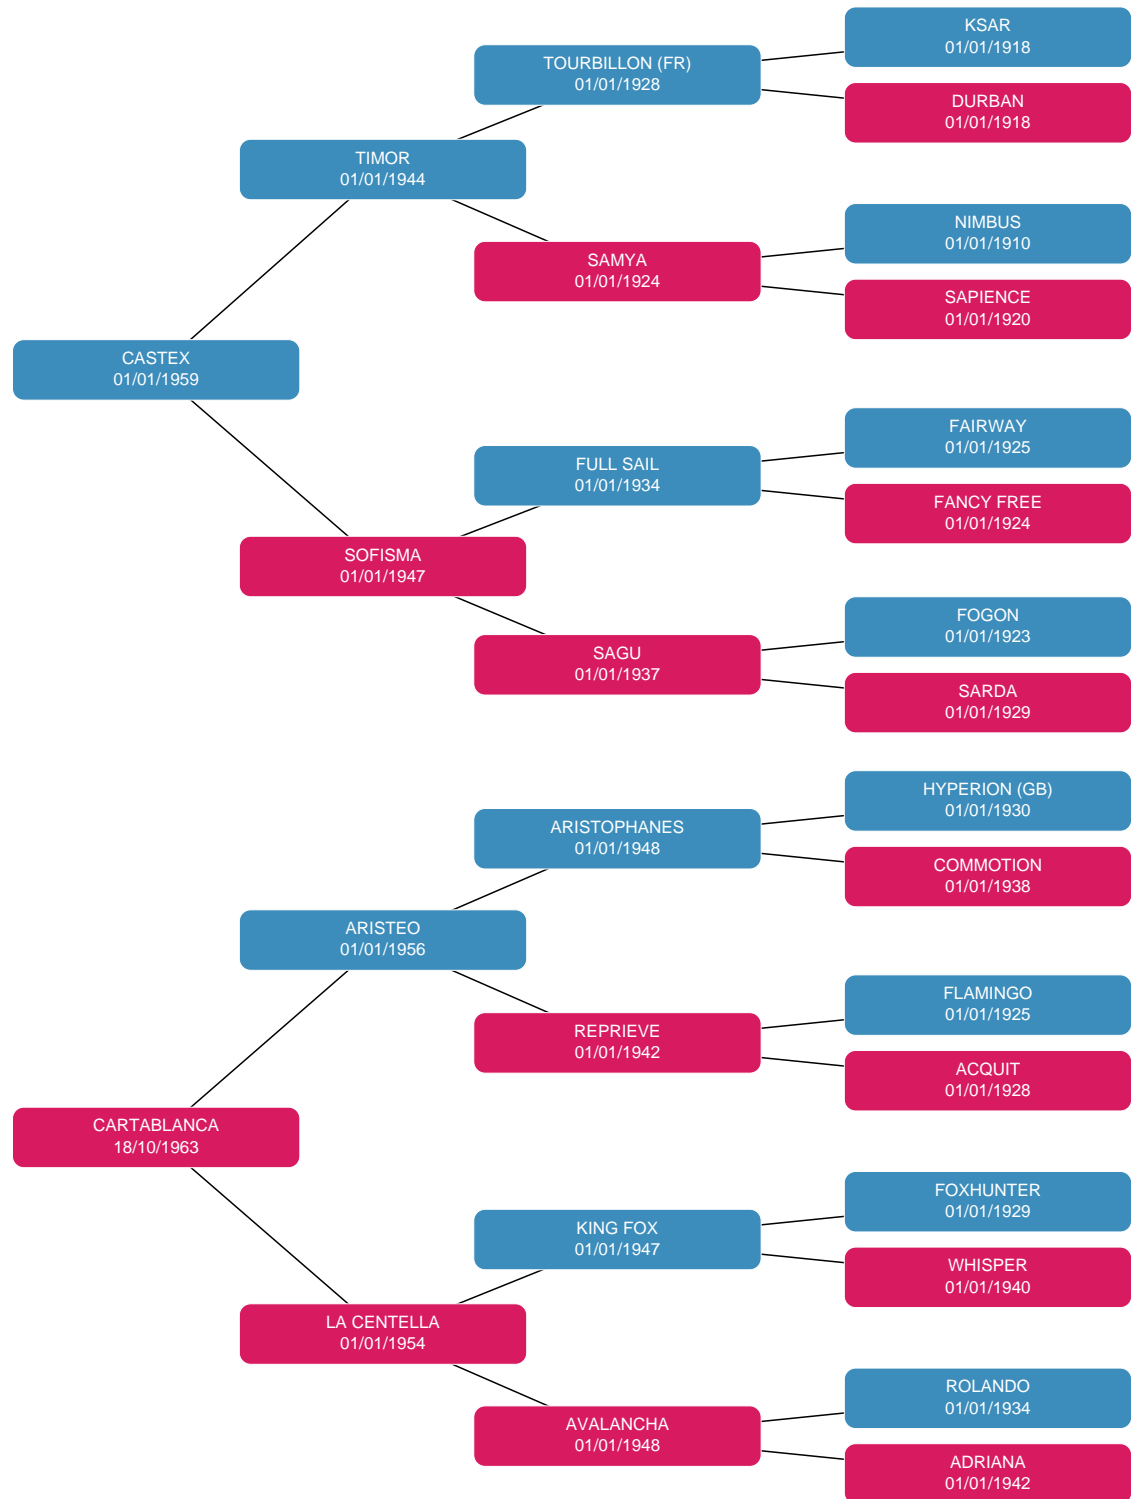 KSAR
01/01/1918
TOURBILLON (FR)
01/01/1928
DURBAN
01/01/1918
TIMOR
01/01/1944
NIMBUS
01/01/1910
SAMYA
01/01/1924
SAPIENCE
01/01/1920
CASTEX
01/01/1959
FAIRWAY
01/01/1925
FULL SAIL
01/01/1934
FANCY FREE
01/01/1924
SOFISMA
01/01/1947
FOGON
01/01/1923
SAGU
01/01/1937
SARDA
01/01/1929
HYPERION (GB)
01/01/1930
ARISTOPHANES
01/01/1948
COMMOTION
01/01/1938
ARISTEO
01/01/1956
FLAMINGO
01/01/1925
REPRIEVE
01/01/1942
ACQUIT
01/01/1928
CARTABLANCA
18/10/1963
FOXHUNTER
01/01/1929
KING FOX
01/01/1947
WHISPER
01/01/1940
LA CENTELLA
01/01/1954
ROLANDO
01/01/1934
AVALANCHA
01/01/1948
ADRIANA
01/01/1942